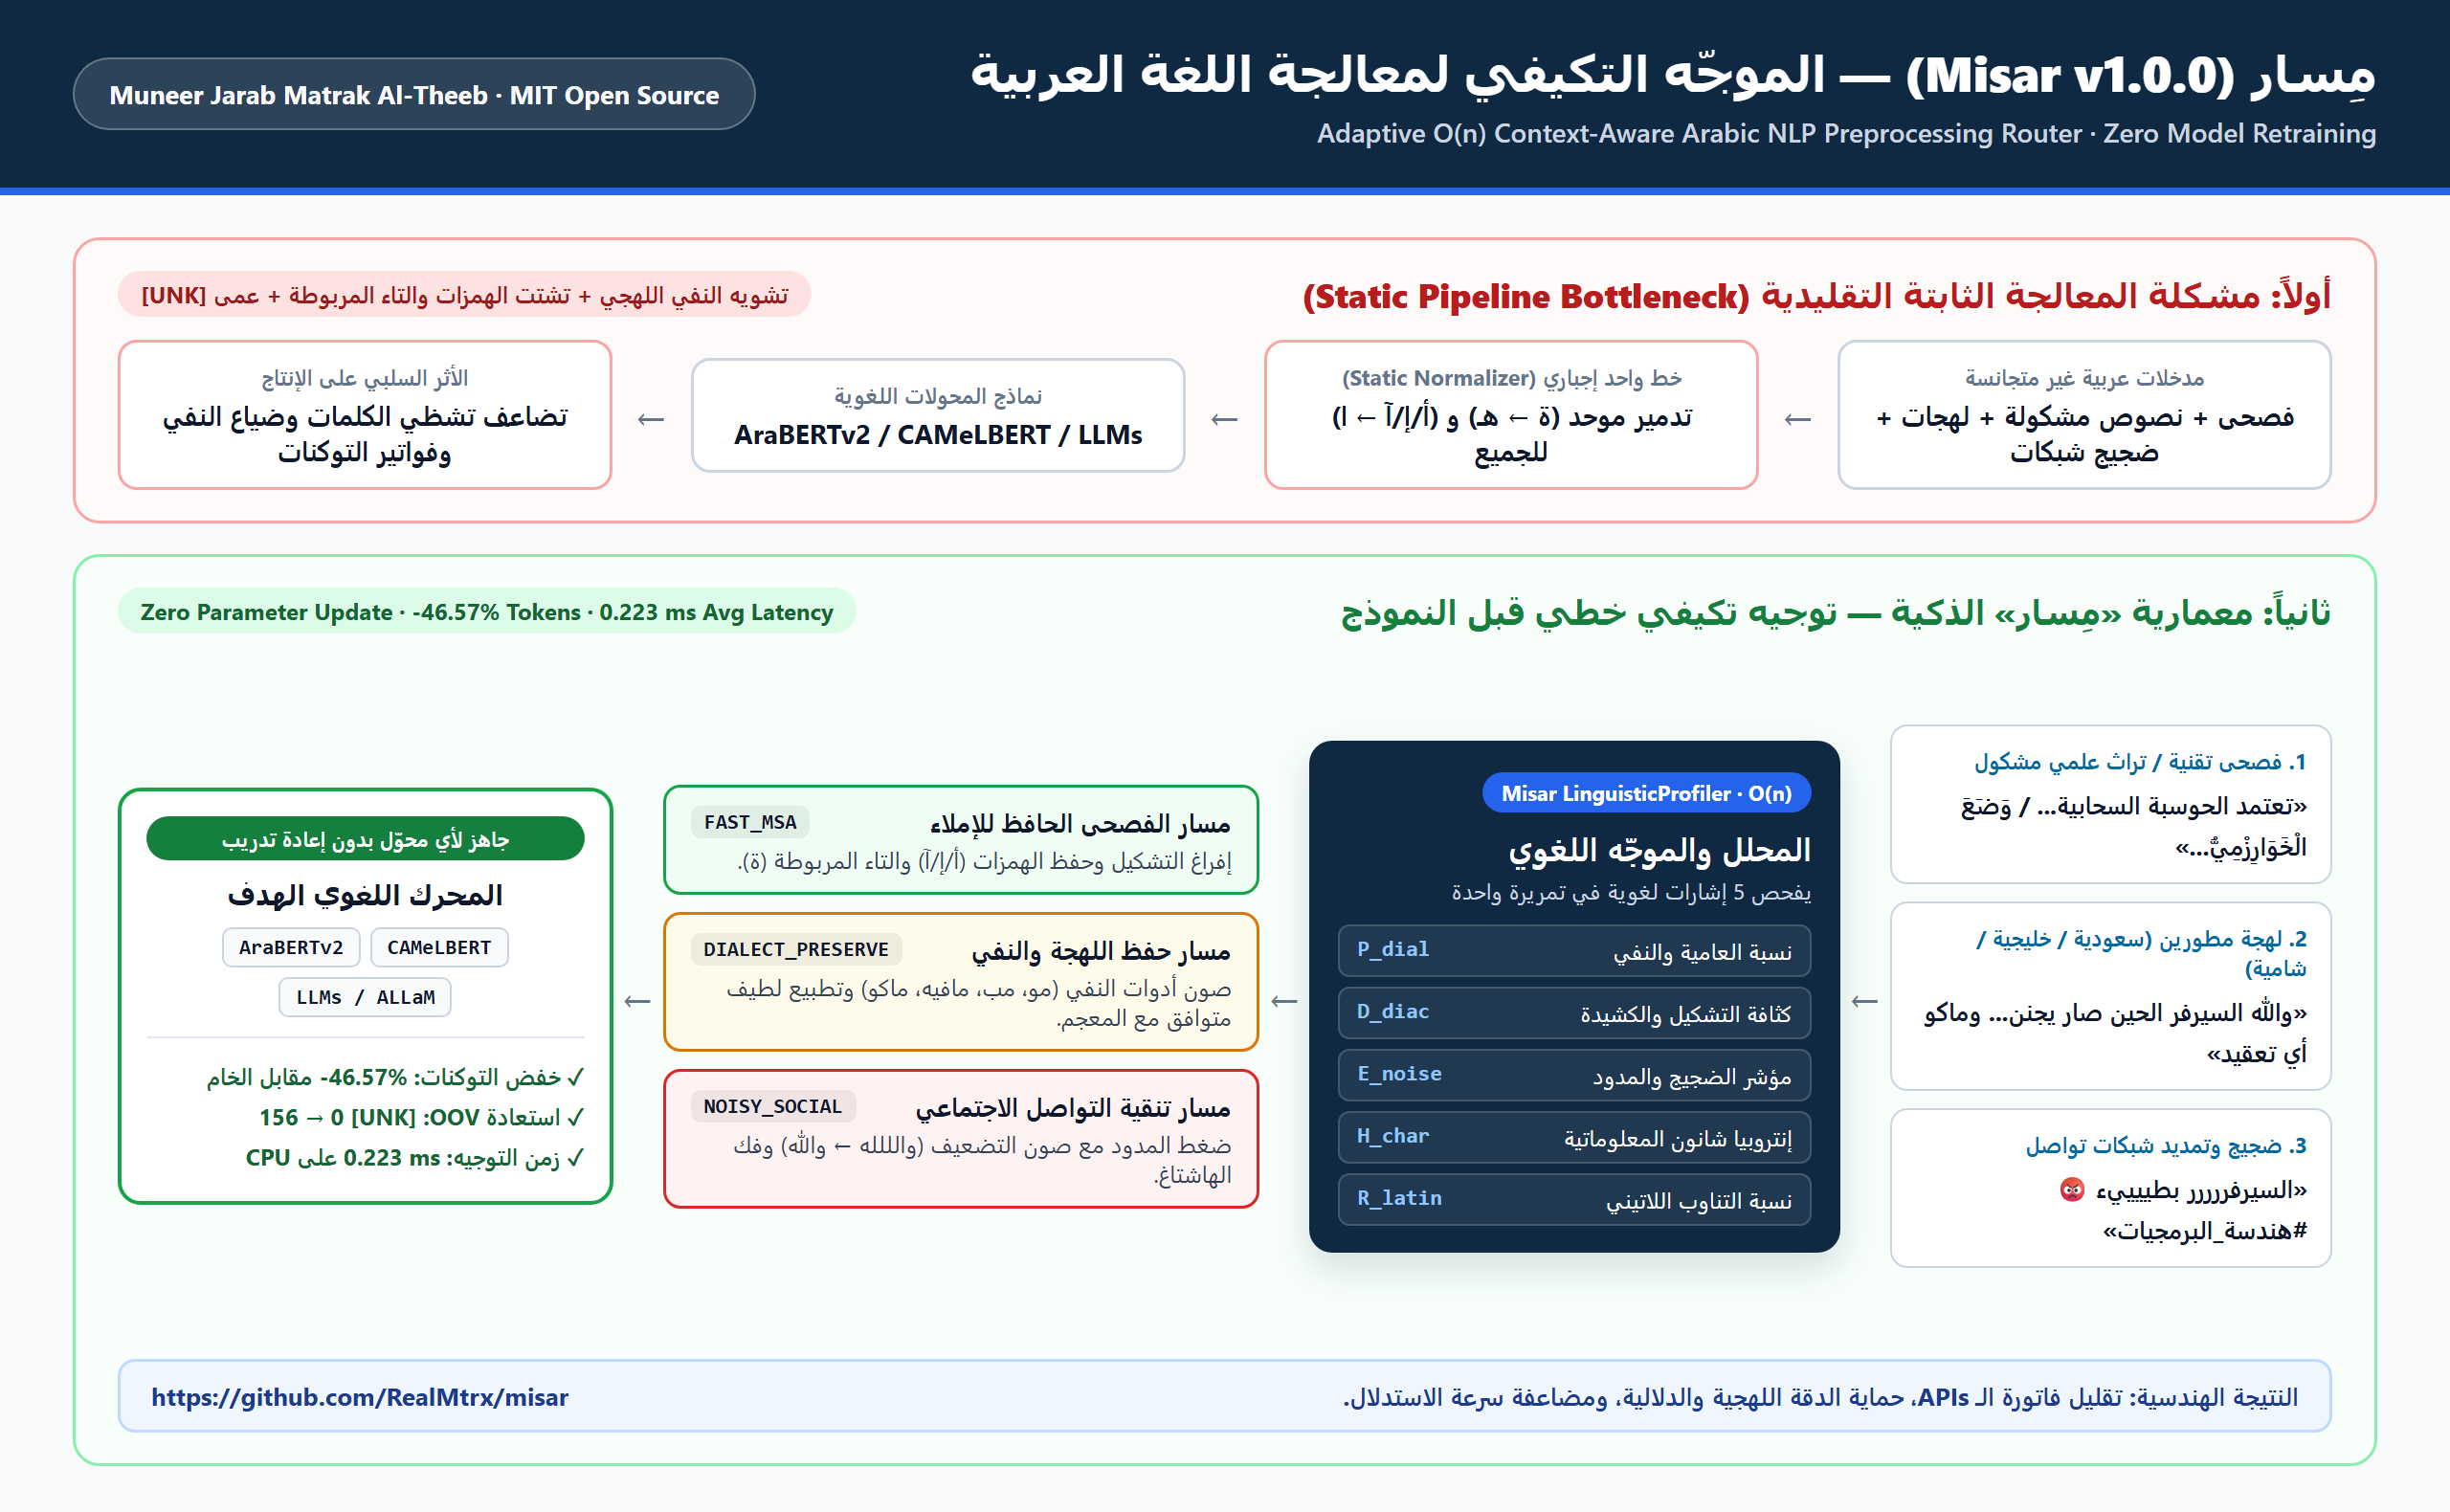 مِسار (Misar v1.0.0) — الموجّه التكيفي لمعالجة اللغة العربية
Adaptive O(n) Context-Aware Arabic NLP Preprocessing Router · Zero Model Retraining
Muneer Jarab Matrak Al-Theeb · MIT Open Source
أولاً: مشكلة المعالجة الثابتة التقليدية (Static Pipeline Bottleneck)
تشويه النفي اللهجي + تشتت الهمزات والتاء المربوطة + عمى [UNK]
مدخلات عربية غير متجانسة
فصحى + نصوص مشكولة + لهجات +
ضجيج شبكات
←
خط واحد إجباري (Static Normalizer)
تدمير موحد (ة ← هـ) و (أ/إ/آ ← ا)
للجميع
←
نماذج المحولات اللغوية
AraBERTv2 / CAMeLBERT / LLMs
←
الأثر السلبي على الإنتاج
تضاعف تشظي الكلمات وضياع النفي
وفواتير التوكنات
ثانياً: معمارية «مِسار» الذكية — توجيه تكيفي خطي قبل النموذج
Zero Parameter Update · -46.57% Tokens · 0.223 ms Avg Latency
1. فصحى تقنية / تراث علمي مشكول
«تعتمد الحوسبة السحابية... / وَضَعَ
الْخَوَارِزْمِيُّ...»
2. لهجة مطورين (سعودية / خليجية /
شامية)
«والله السيرفر الحين صار يجنن... وماكو
أي تعقيد»
3. ضجيج وتمديد شبكات تواصل
«السيرفررررر بطيييييء 😡
#هندسة_البرمجيات»
←
Misar LinguisticProfiler · O(n)
المحلل والموجّه اللغوي
يفحص 5 إشارات لغوية في تمريرة واحدة
نسبة العامية والنفي P_dial
كثافة التشكيل والكشيدة D_diac
مؤشر الضجيج والمدود E_noise
إنتروبيا شانون المعلوماتية H_char
نسبة التناوب اللاتيني R_latin
←
مسار الفصحى الحافظ للإملاء FAST_MSA
إفراغ التشكيل وحفظ الهمزات (أ/إ/آ) والتاء المربوطة (ة).
مسار حفظ اللهجة والنفي DIALECT_PRESERVE
صون أدوات النفي (مو، مب، مافيه، ماكو) وتطبيع لطيف
متوافق مع المعجم.
مسار تنقية التواصل الاجتماعي NOISY_SOCIAL
ضغط المدود مع صون التضعيف (واللللله ← والله) وفك
الهاشتاغ.
←
جاهز لأي محوّل بدون إعادة تدريب
المحرك اللغوي الهدف
CAMeLBERT AraBERTv2
LLMs / ALLaM
✓ خفض التوكنات: -46.57% مقابل الخام
✓ استعادة OOV: [UNK] 156 → 0
✓ زمن التوجيه: 0.223 ms على CPU
النتيجة الهندسية: تقليل فاتورة الـ APIs، حماية الدقة اللهجية والدلالية، ومضاعفة سرعة الاستدلال.
https://github.com/RealMtrx/misar